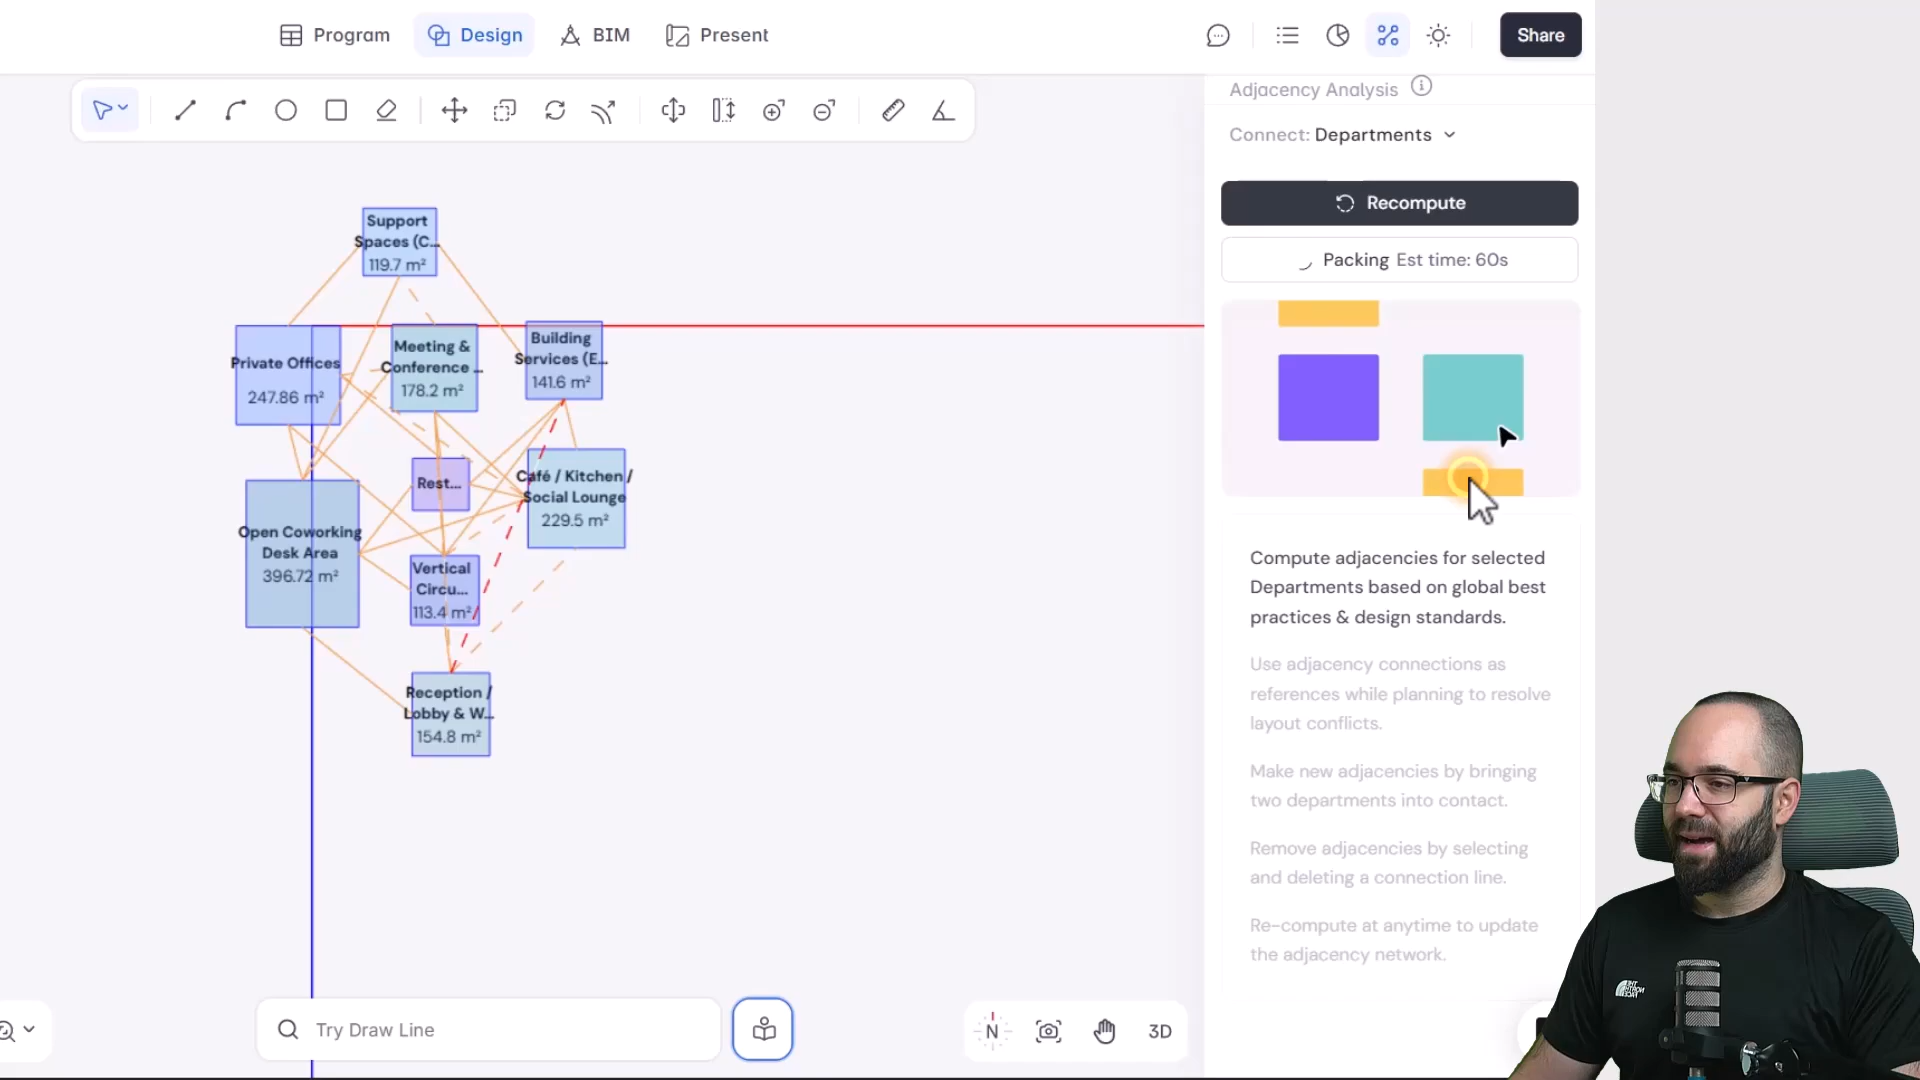 Program
Design
BIM
Present
Share
Adjacency Analysis
Connect: Departments
Recompute
Packing Est time: 60s
Support
Spaces (C...
119.7 m²
Private Offices
247.86 m²
Meeting &
Conference ...
178.2 m²
Building
Services (E...
141.6 m²
Rest...
Café / Kitchen /
Social Lounge
229.5 m²
Open Coworking
Desk Area
396.72 m²
Vertical
Circu...
113.4 m²
Reception /
Lobby & W...
154.8 m²
Compute adjacencies for selected
Departments based on global best
practices & design standards.
Use adjacency connections as
references while planning to resolve
layout conflicts.
Make new adjacencies by bringing
two departments into contact.
Remove adjacencies by selecting
and deleting a connection line.
Re-compute at anytime to update
the adjacency network.
Try Draw Line
N
3D
THE
NORTH
FACE